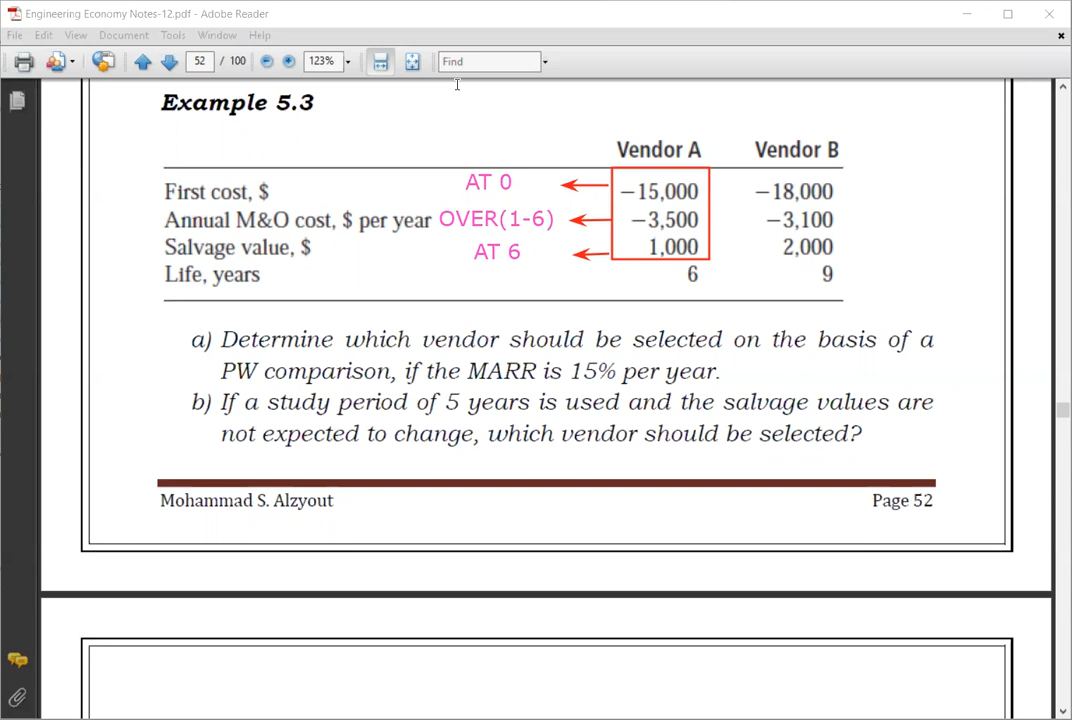 Engineering Economy Notes-12.pdf - Adobe Reader
File Edit View Document Tools Window Help
52 / 100 123% Find
Example 5.3
Vendor A Vendor B
First cost, $ AT 0 −15,000 −18,000
Annual M&O cost, $ per year OVER(1-6) −3,500 −3,100
Salvage value, $ AT 6 1,000 2,000
Life, years 6 9
a) Determine which vendor should be selected on the basis of a
PW comparison, if the MARR is 15% per year.
b) If a study period of 5 years is used and the salvage values are
not expected to change, which vendor should be selected?
Mohammad S. Alzyout Page 52